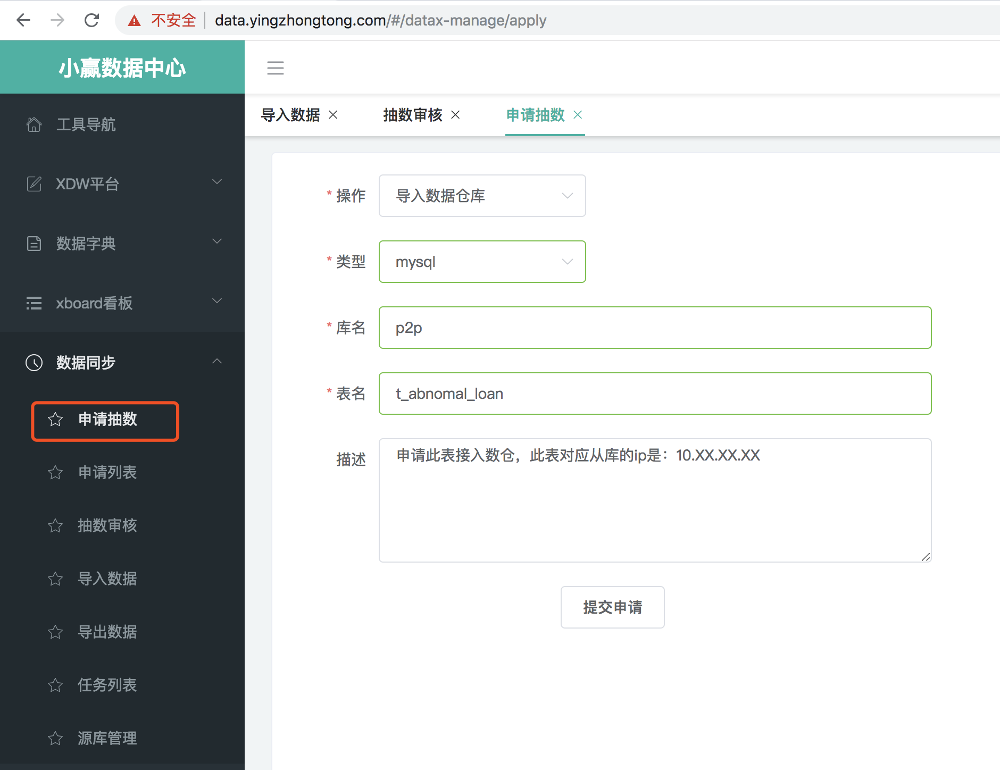 不安全 data.yingzhongtong.com/#/datax-manage/apply
小赢数据中心
工具导航
XDW平台
数据字典
xboard看板
数据同步
申请抽数
申请列表
抽数审核
导入数据
导出数据
任务列表
源库管理
导入数据 抽数审核 申请抽数
* 操作 导入数据仓库
* 类型 mysql
* 库名 p2p
* 表名 t_abnomal_loan
描述 申请此表接入数仓，此表对应从库的ip是：10.XX.XX.XX
提交申请